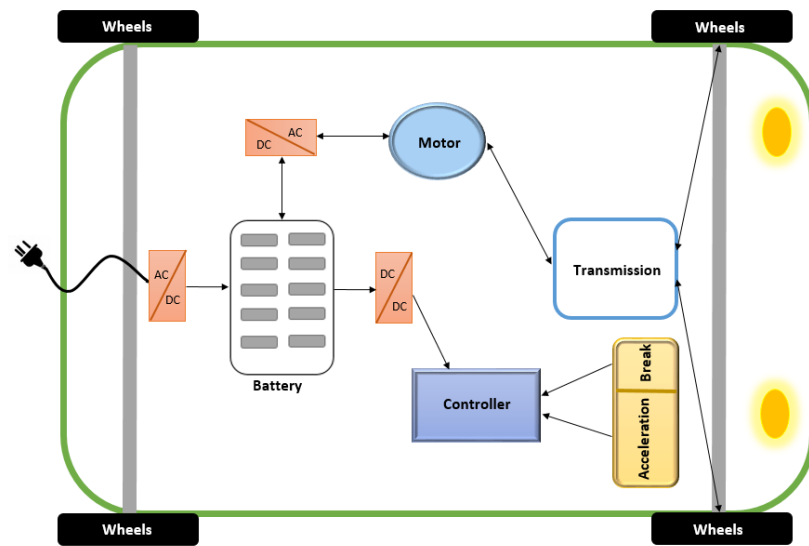 Wheels
Wheels
AC
DC
Motor
Transmission
AC
DC
DC
DC
Battery
Break
Acceleration
Controller
Wheels
Wheels